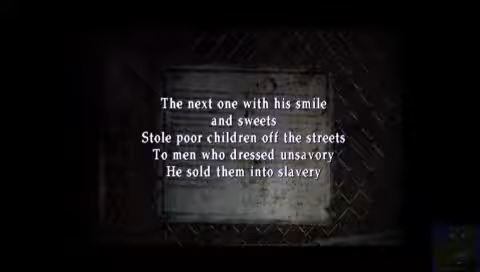 The next one with his smile
and sweets
Stole poor children off the streets
To men who dressed unsavory
He sold them into slavery